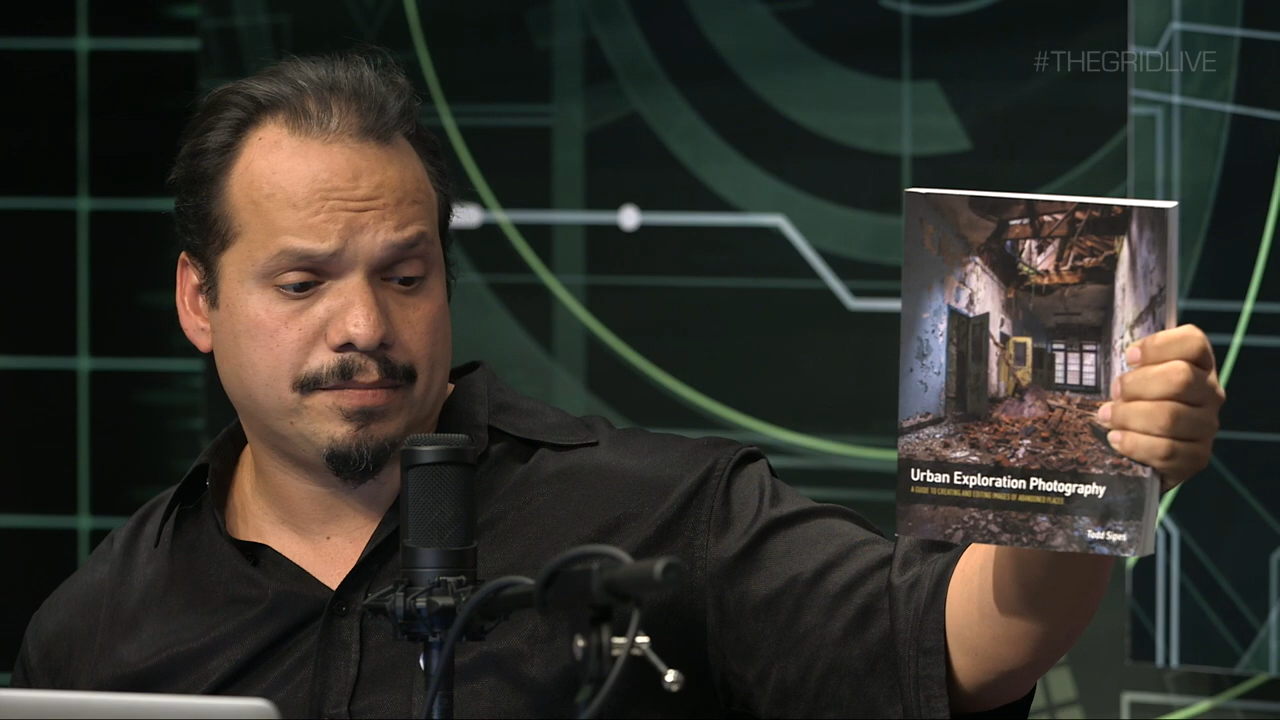 #THEGRIDLIVE
Urban Exploration Photography
A GUIDE TO CREATING AND EDITING IMAGES OF ABANDONED PLACES
Todd Sipes